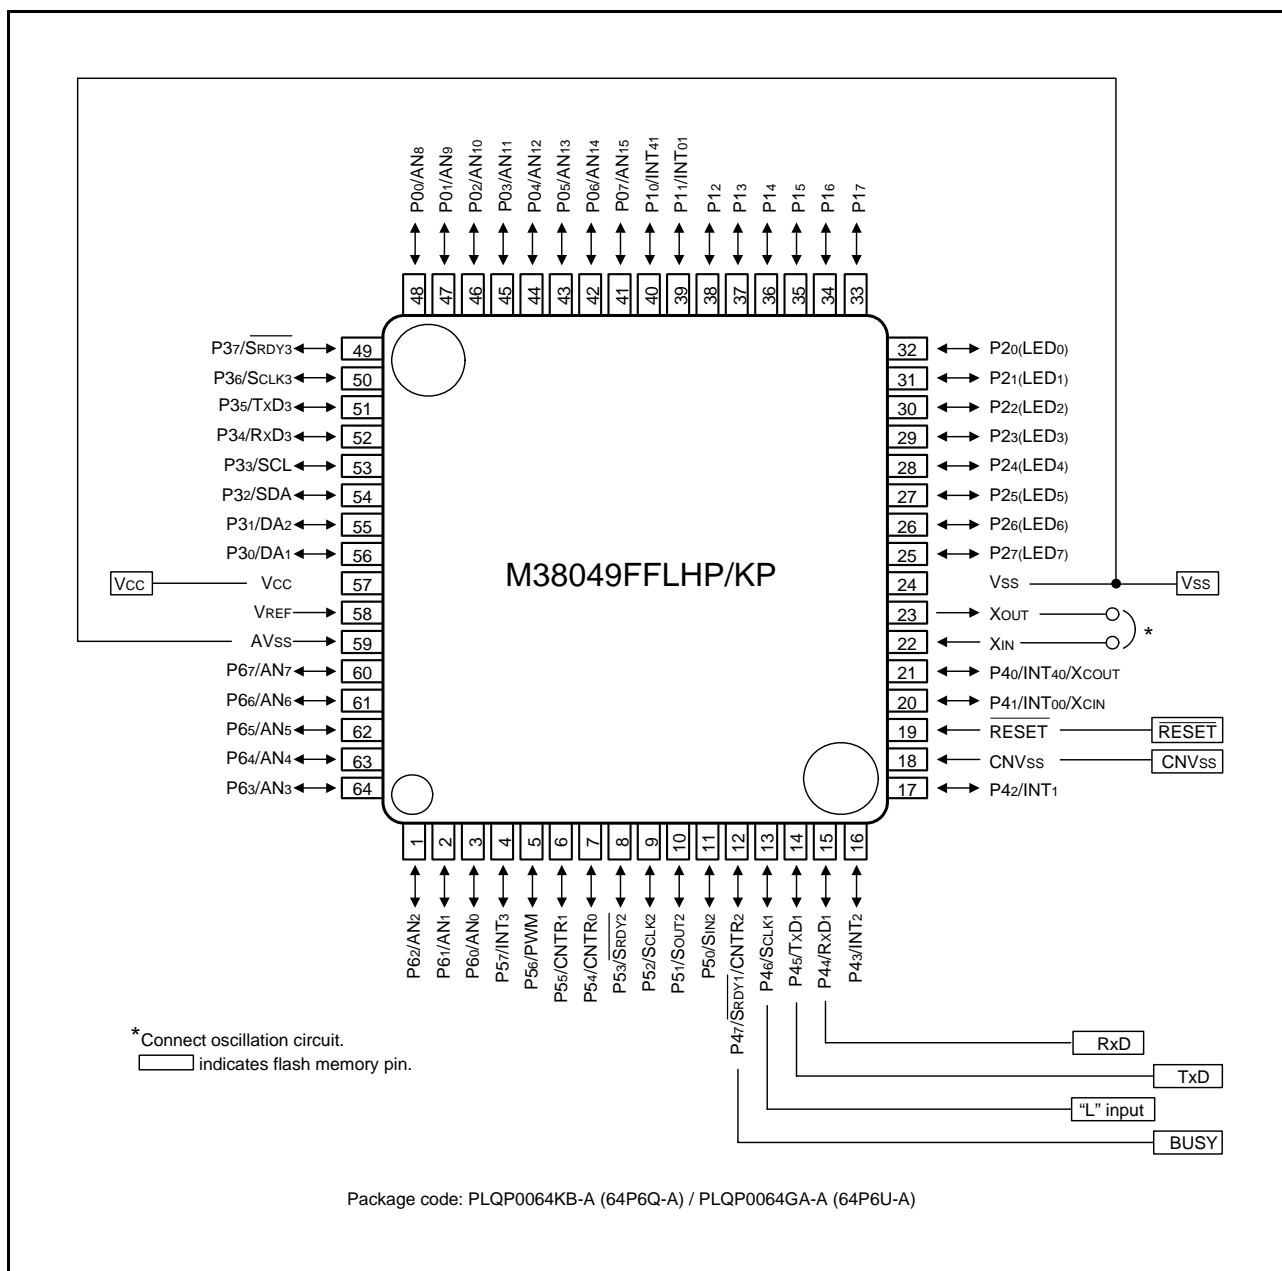 P00/AN8
P01/AN9
P02/AN10
P03/AN11
P04/AN12
P05/AN13
P06/AN14
P07/AN15
P10/INT41
P11/INT01
P12
P13
P14
P15
P16
P17
48
47
46
45
44
43
42
41
40
39
38
37
36
35
34
33
P37/SRDY3 49
P36/SCLK3 50
P35/TXD3 51
P34/RXD3 52
P33/SCL 53
P32/SDA 54
P31/DA2 55
P30/DA1 56
VCC VCC 57
VREF 58
AVSS 59
P67/AN7 60
P66/AN6 61
P65/AN5 62
P64/AN4 63
P63/AN3 64
M38049FFLHP/KP
32 P20(LED0)
31 P21(LED1)
30 P22(LED2)
29 P23(LED3)
28 P24(LED4)
27 P25(LED5)
26 P26(LED6)
25 P27(LED7)
24 VSS VSS
23 XOUT
22 XIN *
21 P40/INT40/XCOUT
20 P41/INT00/XCIN
19 RESET RESET
18 CNVSS CNVSS
17 P42/INT1
1
2
3
4
5
6
7
8
9
10
11
12
13
14
15
16
P62/AN2
P61/AN1
P60/AN0
P57/INT3
P56/PWM
P55/CNTR1
P54/CNTR0
P53/SRDY2
P52/SCLK2
P51/SOUT2
P50/SIN2
P47/SRDY1/CNTR2
P46/SCLK1
P45/TXD1
P44/RXD1
P43/INT2
RxD
TxD
“L” input
BUSY
*Connect oscillation circuit.
indicates flash memory pin.
Package code: PLQP0064KB-A (64P6Q-A) / PLQP0064GA-A (64P6U-A)